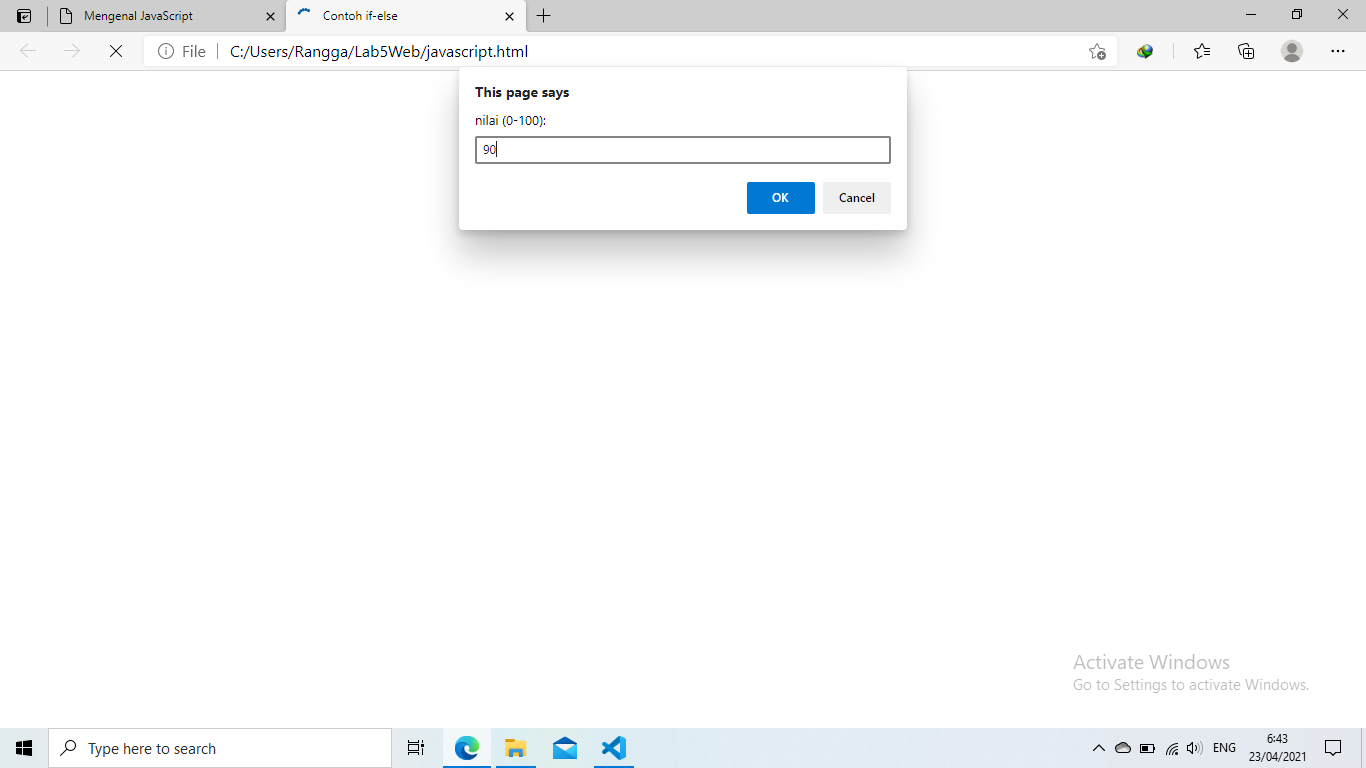 Mengenal JavaScript
Contoh if-else
File
C:/Users/Rangga/Lab5Web/javascript.html
This page says
nilai (0-100):
90
OK
Cancel
Activate Windows
Go to Settings to activate Windows.
Type here to search
ENG
6:43
23/04/2021